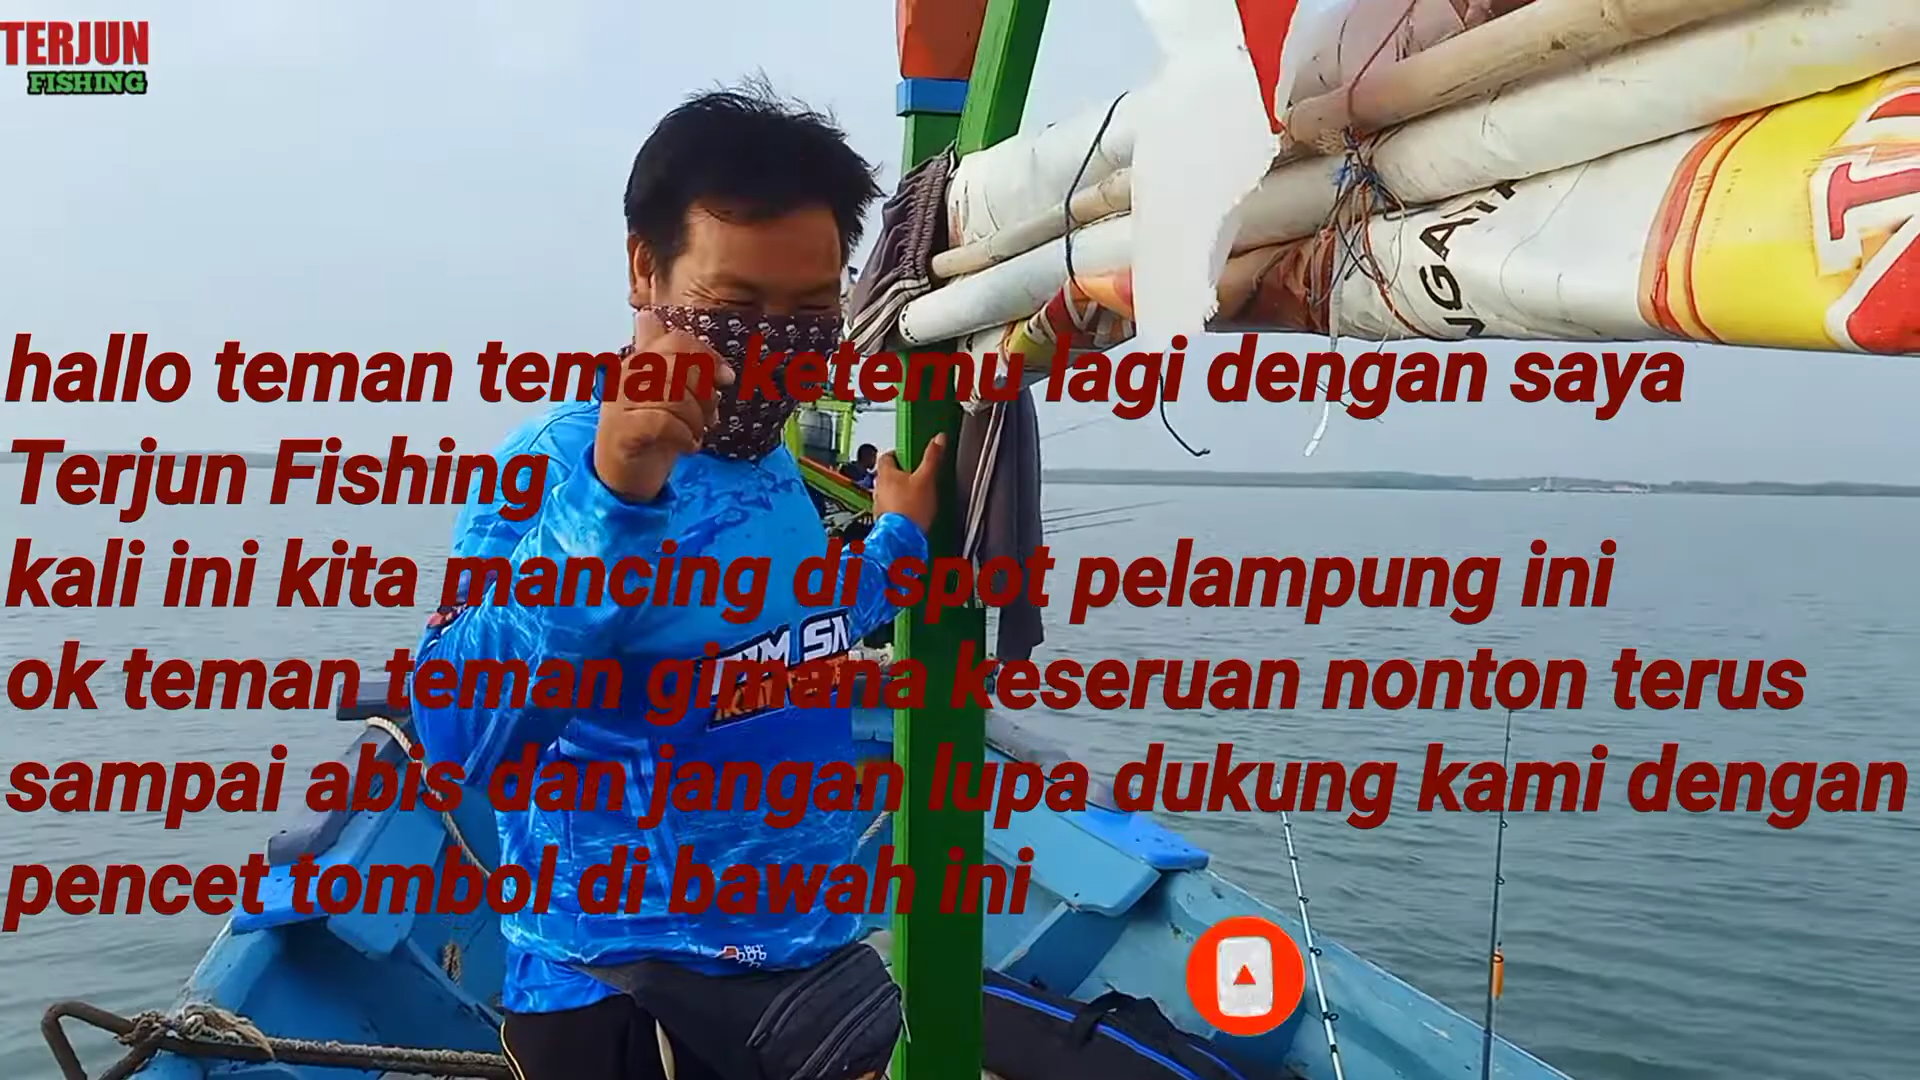 TERJUN
FISHING
hallo teman teman ketemu lagi dengan saya
Terjun Fishing
kali ini kita mancing di spot pelampung ini
ok teman teman gimana keseruan nonton terus
sampai abis dan jangan lupa dukung kami dengan
pencet tombol di bawah ini